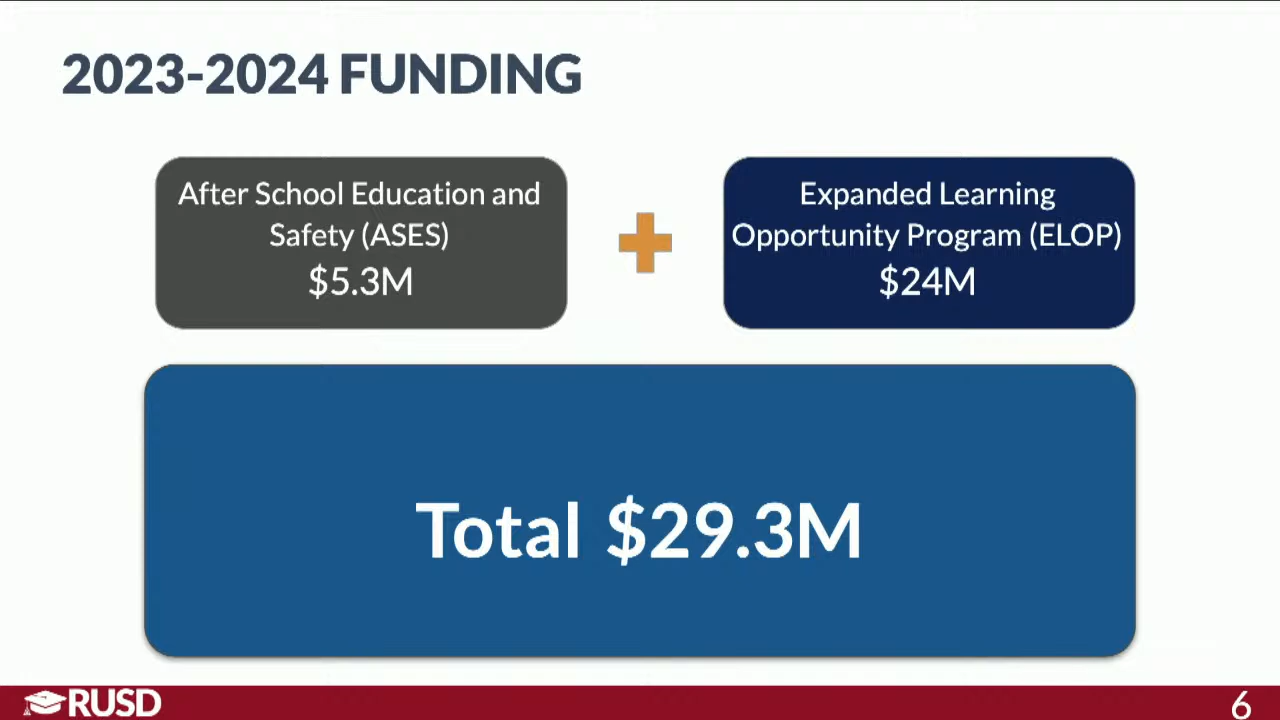 2023-2024 FUNDING
After School Education and
Safety (ASES)
$5.3M
Expanded Learning
Opportunity Program (ELOP)
$24M
Total $29.3M
RUSD
6